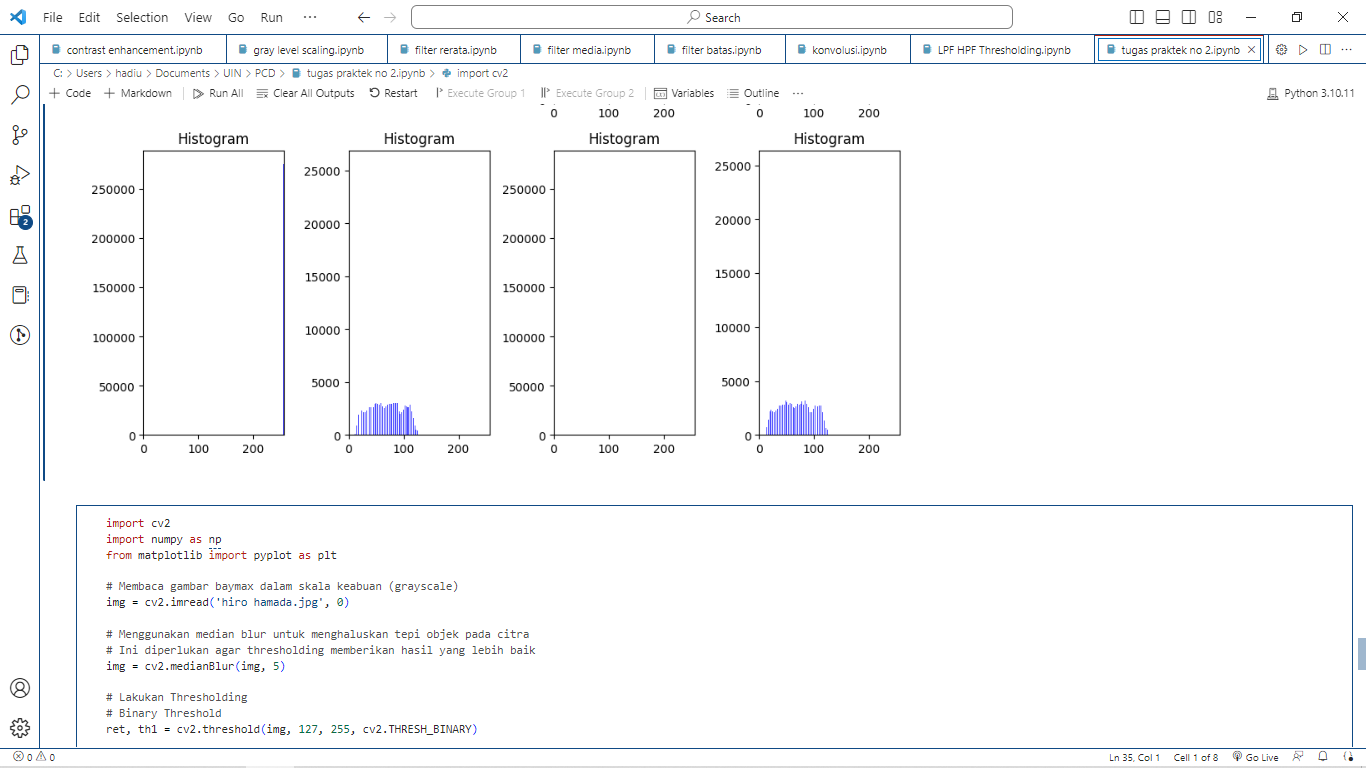 File Edit Selection View Go Run ··· Search
contrast enhancement.ipynb gray level scaling.ipynb filter rerata.ipynb filter media.ipynb filter batas.ipynb konvolusi.ipynb LPF HPF Thresholding.ipynb tugas praktek no 2.ipynb
C: > Users > hadiu > Documents > UIN > PCD > tugas praktek no 2.ipynb > import cv2
+ Code + Markdown Run All Clear All Outputs Restart Execute Group 1 Execute Group 2 Variables Outline ··· Python 3.10.11
0 100 200 0 100 200
Histogram Histogram Histogram Histogram
250000 25000 250000 25000
200000 20000 200000 20000
150000 15000 150000 15000
100000 10000 100000 10000
50000 5000 50000 5000
0 0 0 0
0 100 200 0 100 200 0 100 200 0 100 200
2
import cv2
import numpy as np
from matplotlib import pyplot as plt
# Membaca gambar baymax dalam skala keabuan (grayscale)
img = cv2.imread('hiro hamada.jpg', 0)
# Menggunakan median blur untuk menghaluskan tepi objek pada citra
# Ini diperlukan agar thresholding memberikan hasil yang lebih baik
img = cv2.medianBlur(img, 5)
# Lakukan Thresholding
# Binary Threshold
ret, th1 = cv2.threshold(img, 127, 255, cv2.THRESH_BINARY)
0 0 Ln 35, Col 1 Cell 1 of 8 Go Live